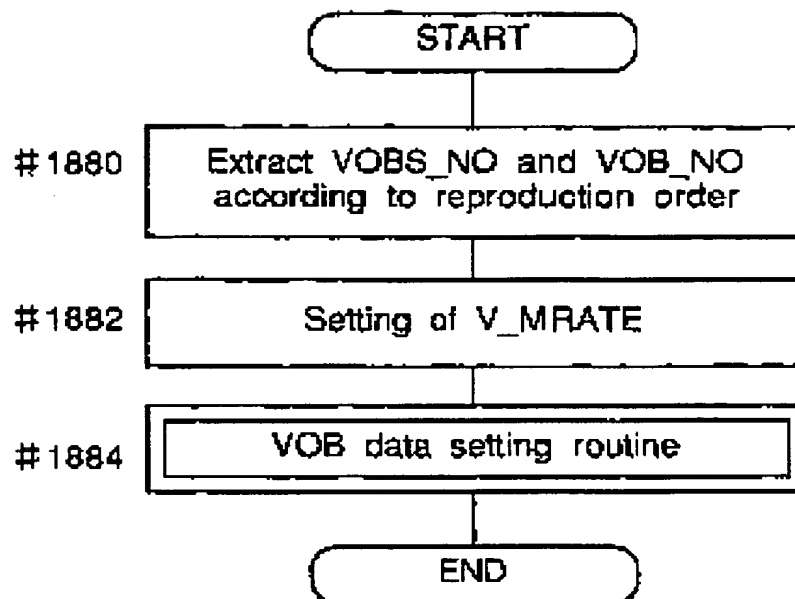 START
#1880
Extract VOBS_NO and VOB_NO
according to reproduction order
#1882
Setting of V_MRATE
#1884
VOB data setting routine
END